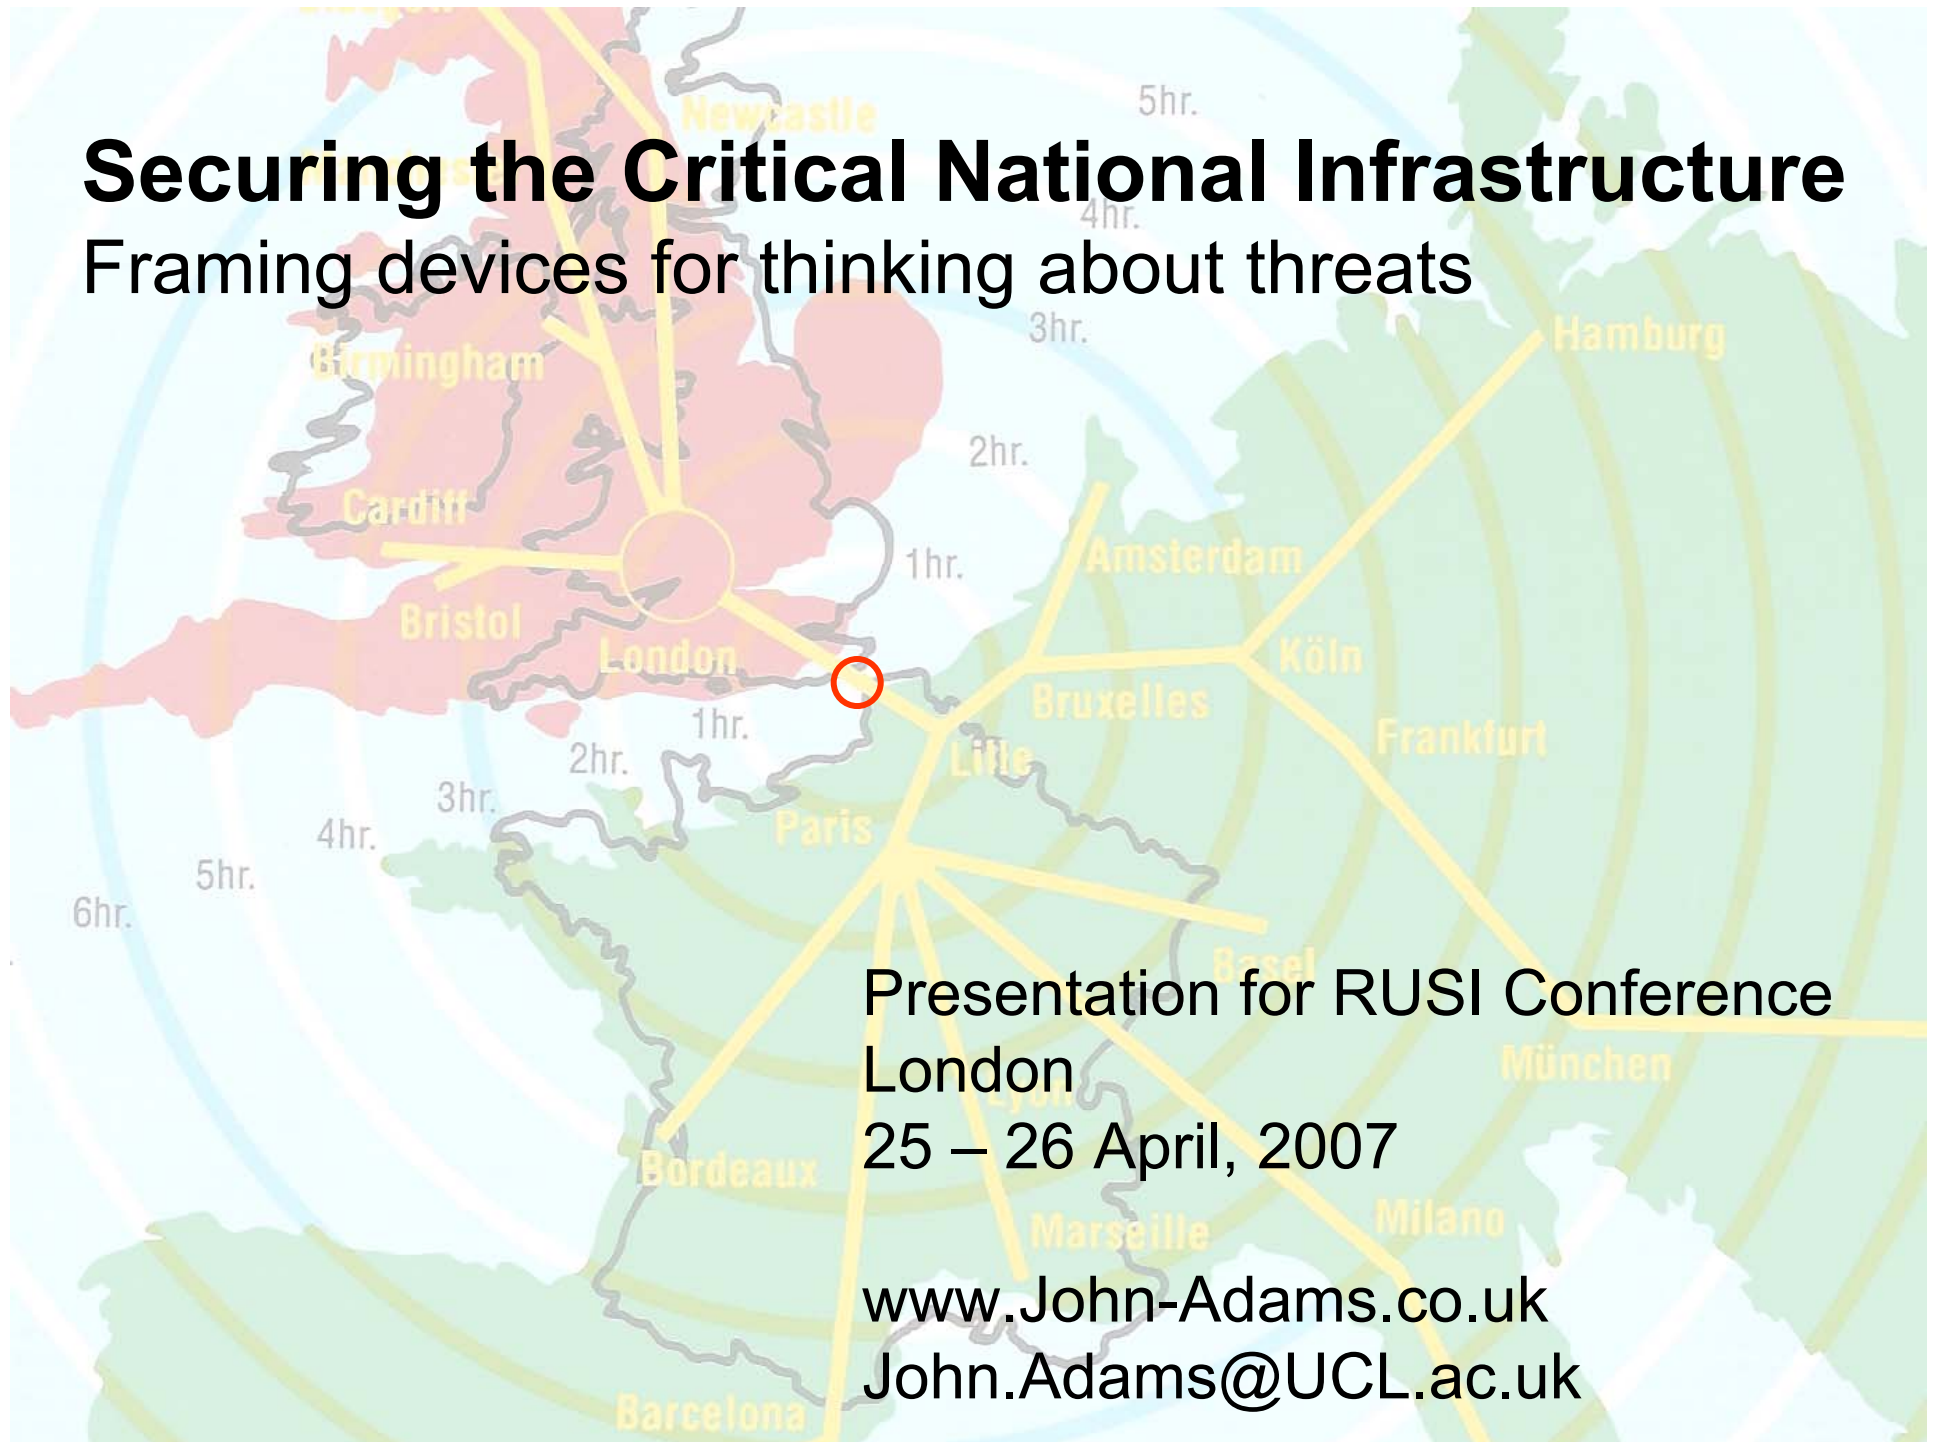 Newcastle
5hr.
Securing the Critical National Infrastructure
4hr.
Framing devices for thinking about threats
3hr.
Hamburg
Birmingham
2hr.
Cardiff
1hr.
Amsterdam
Bristol
London
Köln
Bruxelles
1hr.
Frankfurt
2hr.
Lille
3hr.
Paris
4hr.
5hr.
6hr.
Basel
Presentation for RUSI Conference
London
München
Lyon
25 – 26 April, 2007
Bordeaux
Marseille
Milano
www.John-Adams.co.uk
John.Adams@UCL.ac.uk
Barcelona